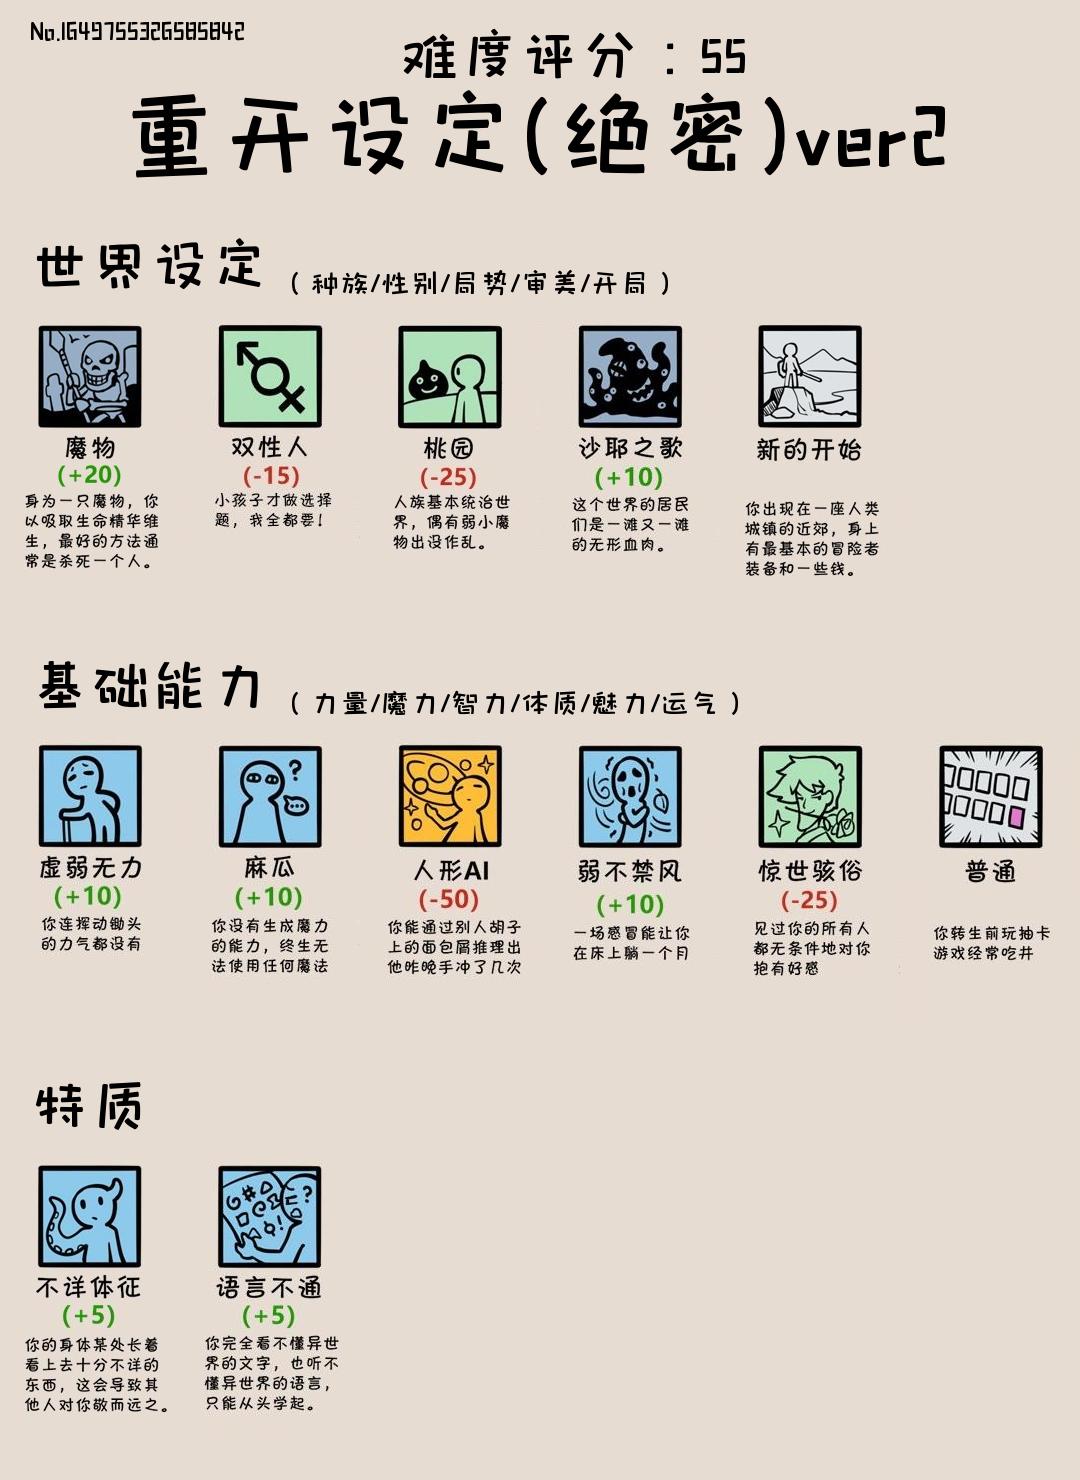 No.1649755326585842
难度评分：55
重开设定(绝密)ver2
世界设定（种族/性别/局势/审美/开局）
魔物 双性人 桃园 沙耶之歌 新的开始
(+20) (-15) (-25) (+10)
身为一只魔物，你
以吸取生命精华维
生，最好的方法通
常是杀死一个人。
小孩子才做选择
题，我全都要！
人族基本统治世
界，偶有弱小魔
物出没作乱。
这个世界的居民
们是一滩又一滩
的无形血肉。
你出现在一座人类
城镇的近郊，身上
有最基本的冒险者
装备和一些钱。
基础能力（力量/魔力/智力/体质/魅力/运气）
虚弱无力 麻瓜 人形AI 弱不禁风 惊世骇俗 普通
(+10) (+10) (-50) (+10) (-25)
你连挥动锄头
的力气都没有
你没有生成魔力
的能力，终生无
法使用任何魔法
你能通过别人胡子
上的面包屑推理出
他昨晚手冲了几次
一场感冒能让你
在床上躺一个月
见过你的所有人
都无条件地对你
抱有好感
你转生前玩抽卡
游戏经常吃井
特质
不详体征 语言不通
(+5) (+5)
你的身体某处长着
看上去十分不详的
东西，这会导致其
他人对你敬而远之。
你完全看不懂异世
界的文字，也听不
懂异世界的语言，
只能从头学起。